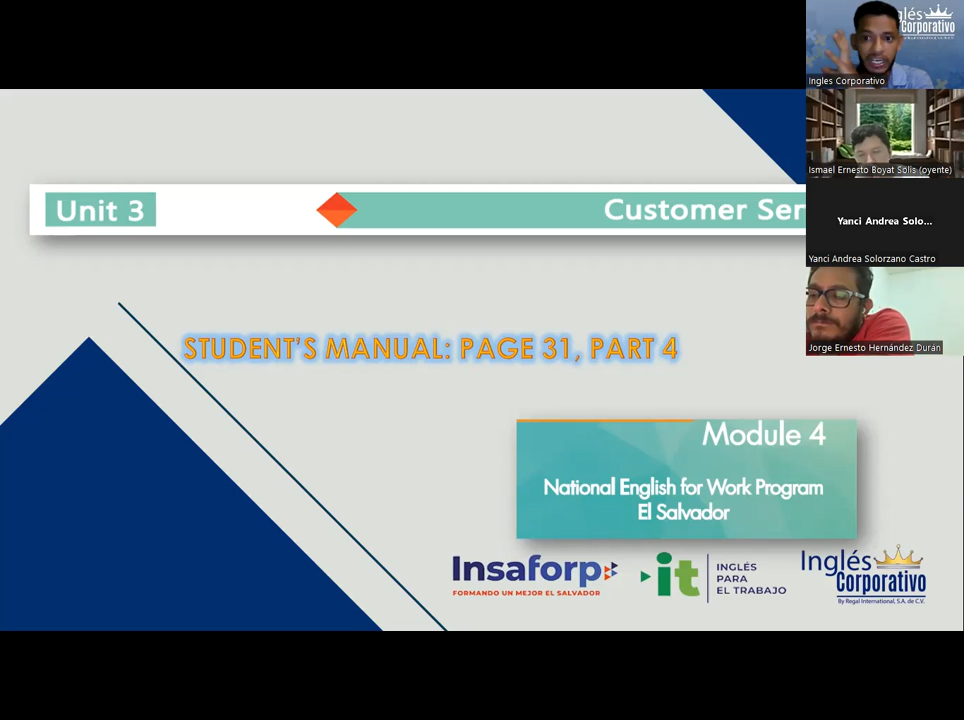 Unit 3
Customer Ser
STUDENT'S MANUAL: PAGE 31, PART 4
Module 4
National English for Work Program
El Salvador
Insaforp
FORMANDO UN MEJOR EL SALVADOR
it
INGLÉS
PARA
EL TRABAJO
Inglés
Corporativo
By Regal International, S.A. de C.V.
glés
Corporativo
Ingles Corporativo
Ismael Ernesto Boyat Solis (oyente)
Yanci Andrea Solo...
Yanci Andrea Solorzano Castro
Jorge Ernesto Hernández Durán